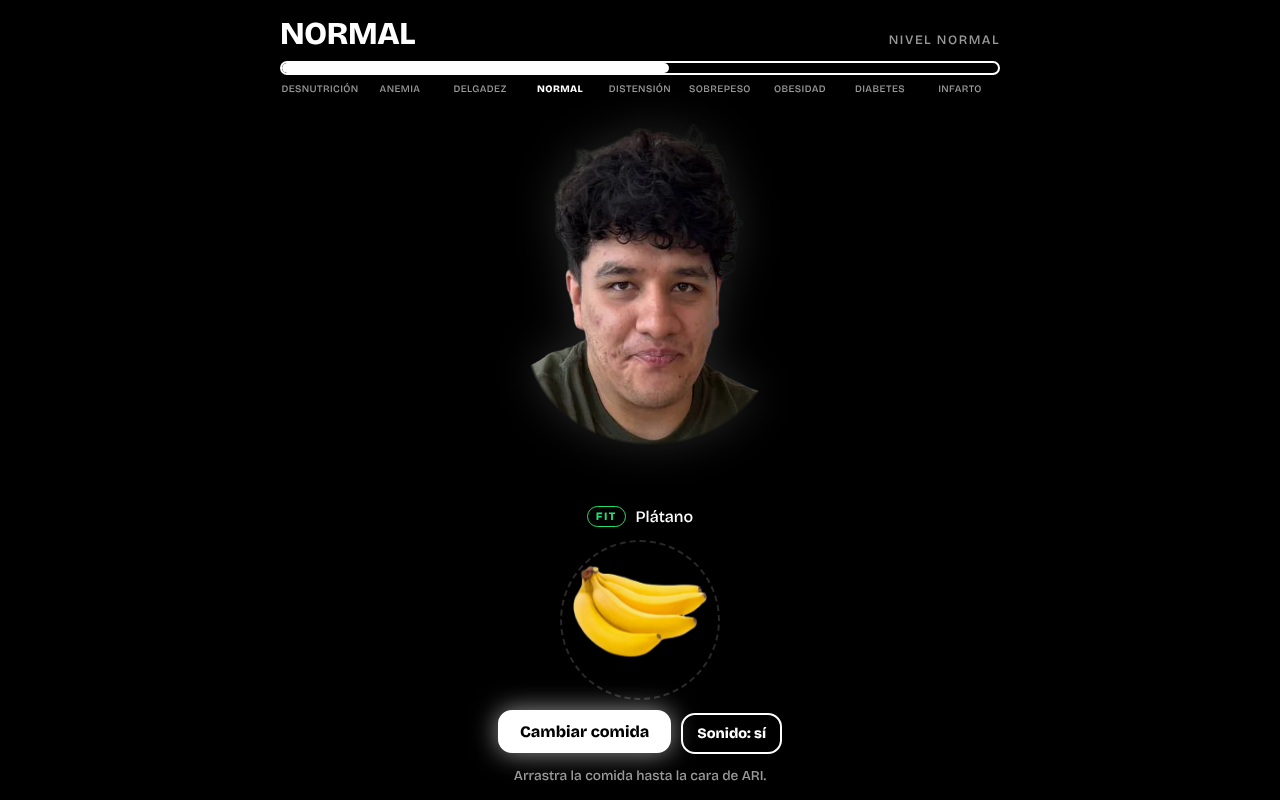 NORMAL
NIVEL NORMAL
DESNUTRICIÓN ANEMIA DELGADEZ NORMAL DISTENSIÓN SOBREPESO OBESIDAD DIABETES INFARTO
FIT Plátano
Cambiar comida Sonido: sí
Arrastra la comida hasta la cara de ARI.